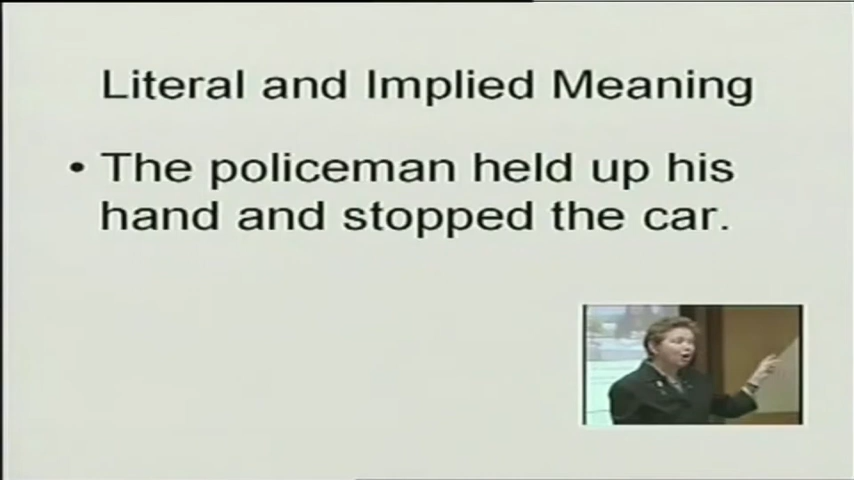 Literal and Implied Meaning
• The policeman held up his
hand and stopped the car.